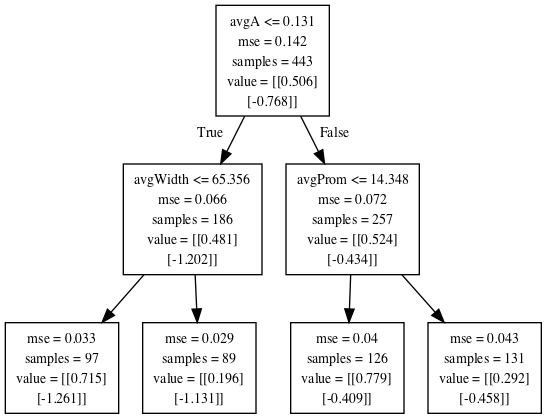 avgA <= 0.131
mse = 0.142
samples = 443
value = [[0.506]
[-0.768]]
True
False
avgWidth <= 65.356
mse = 0.066
samples = 186
value = [[0.481]
[-1.202]]
avgProm <= 14.348
mse = 0.072
samples = 257
value = [[0.524]
[-0.434]]
mse = 0.033
samples = 97
value = [[0.715]
[-1.261]]
mse = 0.029
samples = 89
value = [[0.196]
[-1.131]]
mse = 0.04
samples = 126
value = [[0.779]
[-0.409]]
mse = 0.043
samples = 131
value = [[0.292]
[-0.458]]